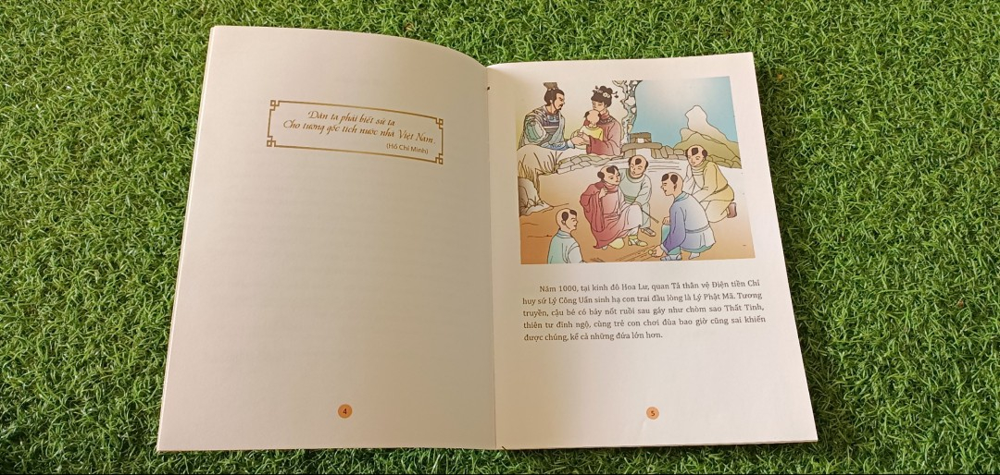 Dân ta phải biết sử ta
Cho tường gốc tích nước nhà Việt Nam.
(Hồ Chí Minh)
4
Năm 1000, tại kinh đô Hoa Lư, quan Tả thân vệ Điện tiền Chỉ
huy sứ Lý Công Uẩn sinh hạ con trai đầu lòng là Lý Phật Mã. Tương
truyền, cậu bé có bảy nốt ruồi sau gáy như chòm sao Thất Tinh,
thiên tư đĩnh ngộ, cùng trẻ con chơi đùa bao giờ cũng sai khiến
được chúng, kể cả những đứa lớn hơn.
5